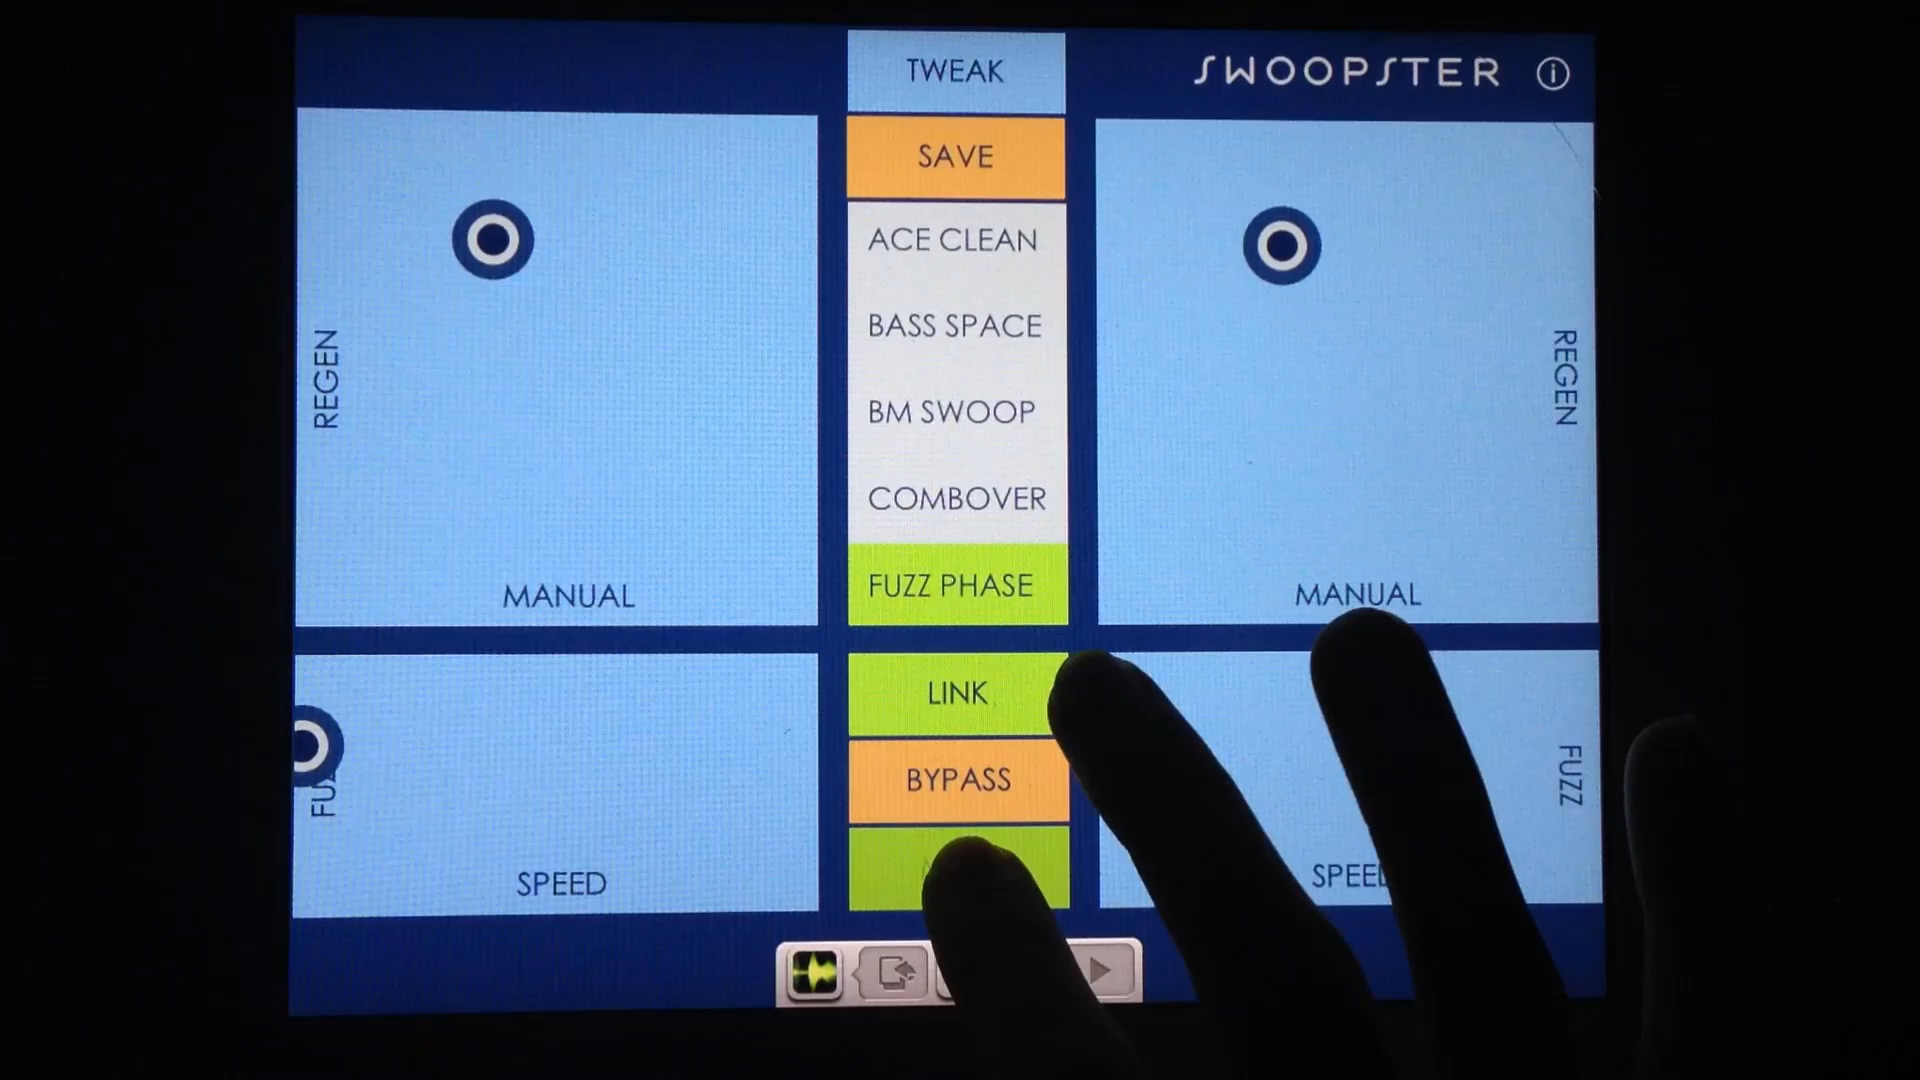 TWEAK
SWOOPSTER
i
SAVE
ACE CLEAN
BASS SPACE
BM SWOOP
COMBOVER
FUZZ PHASE
REGEN
MANUAL
REGEN
MANUAL
LINK
BYPASS
SPEED
FUZZ